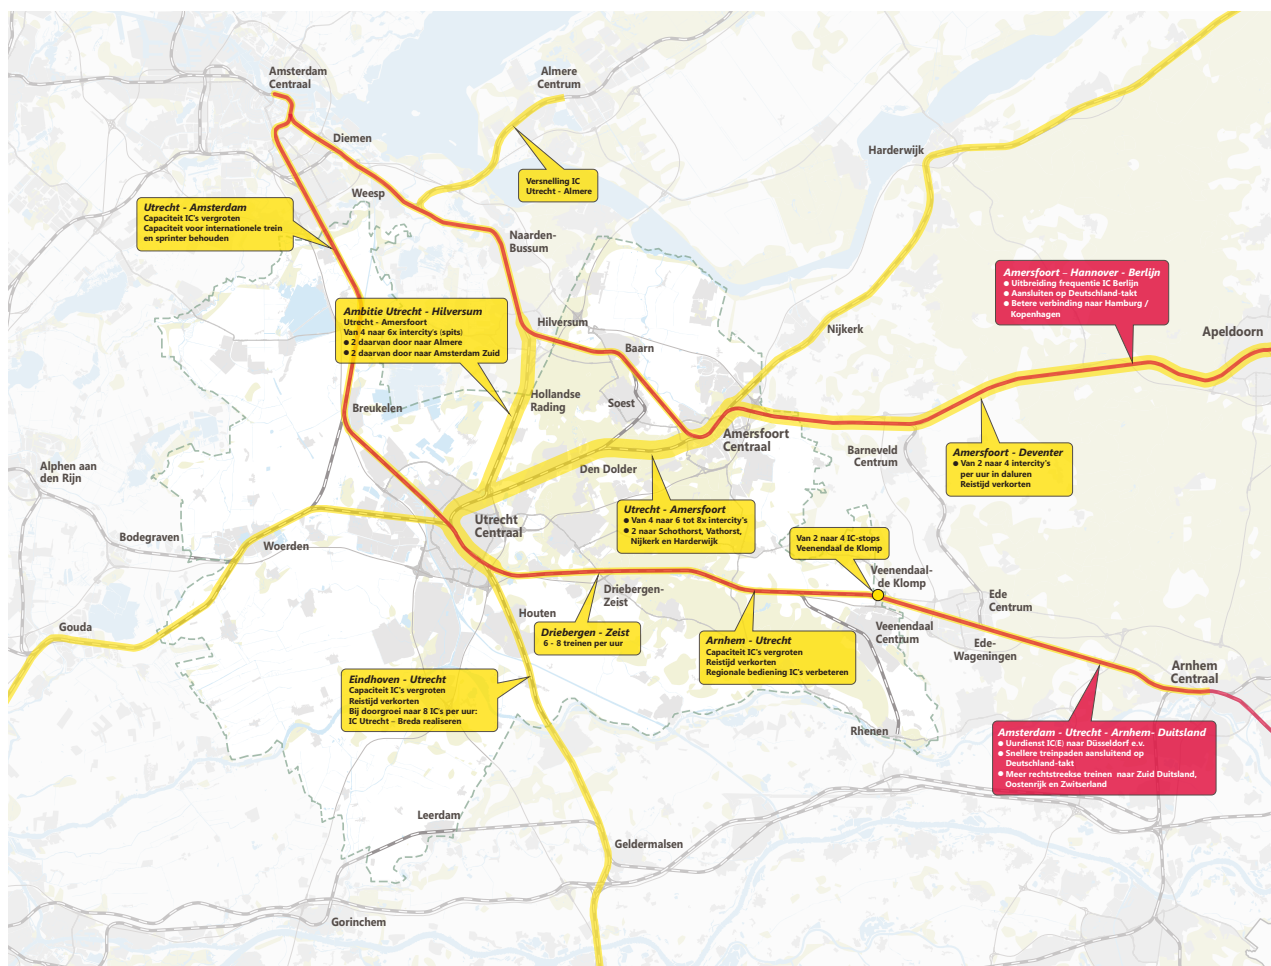 Amsterdam
Centraal
Almere
Centrum
Diemen
Harderwijk
Versnelling IC
Utrecht - Almere
Weesp
Utrecht - Amsterdam
Capaciteit IC's vergroten
Capaciteit voor internationale trein
en sprinter behouden
Naarden-
Bussum
Amersfoort – Hannover - Berlijn
● Uitbreiding frequentie IC Berlijn
● Aansluiten op Deutschland-takt
● Betere verbinding naar Hamburg /
Kopenhagen
Ambitie Utrecht - Hilversum
Utrecht - Amersfoort
Van 4 naar 6x intercity's (spits)
● 2 daarvan door naar Almere
● 2 daarvan door naar Amsterdam Zuid
Hilversum
Nijkerk
Apeldoorn
Baarn
Hollandse
Rading
Soest
Breukelen
Amersfoort
Centraal
Barneveld
Centrum
Amersfoort - Deventer
● Van 2 naar 4 intercity's
per uur in daluren
Reistijd verkorten
Alphen aan
den Rijn
Den Dolder
Utrecht - Amersfoort
● Van 4 naar 6 tot 8x intercity's
● 2 naar Schothorst, Vathorst,
Nijkerk en Harderwijk
Utrecht
Centraal
Bodegraven
Woerden
Van 2 naar 4 IC-stops
Veenendaal de Klomp
Veenendaal-
de Klomp
Driebergen-
Zeist
Ede
Centrum
Houten
Gouda
Driebergen - Zeist
6 - 8 treinen per uur
Arnhem - Utrecht
Capaciteit IC's vergroten
Reistijd verkorten
Regionale bediening IC's verbeteren
Veenendaal
Centrum
Ede-
Wageningen
Arnhem
Centraal
Eindhoven - Utrecht
Capaciteit IC's vergroten
Reistijd verkorten
Bij doorgroei naar 8 IC's per uur:
IC Utrecht – Breda realiseren
Rhenen
Amsterdam - Utrecht - Arnhem- Duitsland
● Uurdienst IC(E) naar Düsseldorf e.v.
● Snellere treinpaden aansluitend op
Deutschland-takt
● Meer rechtstreekse treinen naar Zuid Duitsland,
Oostenrijk en Zwitserland
Leerdam
Geldermalsen
Gorinchem